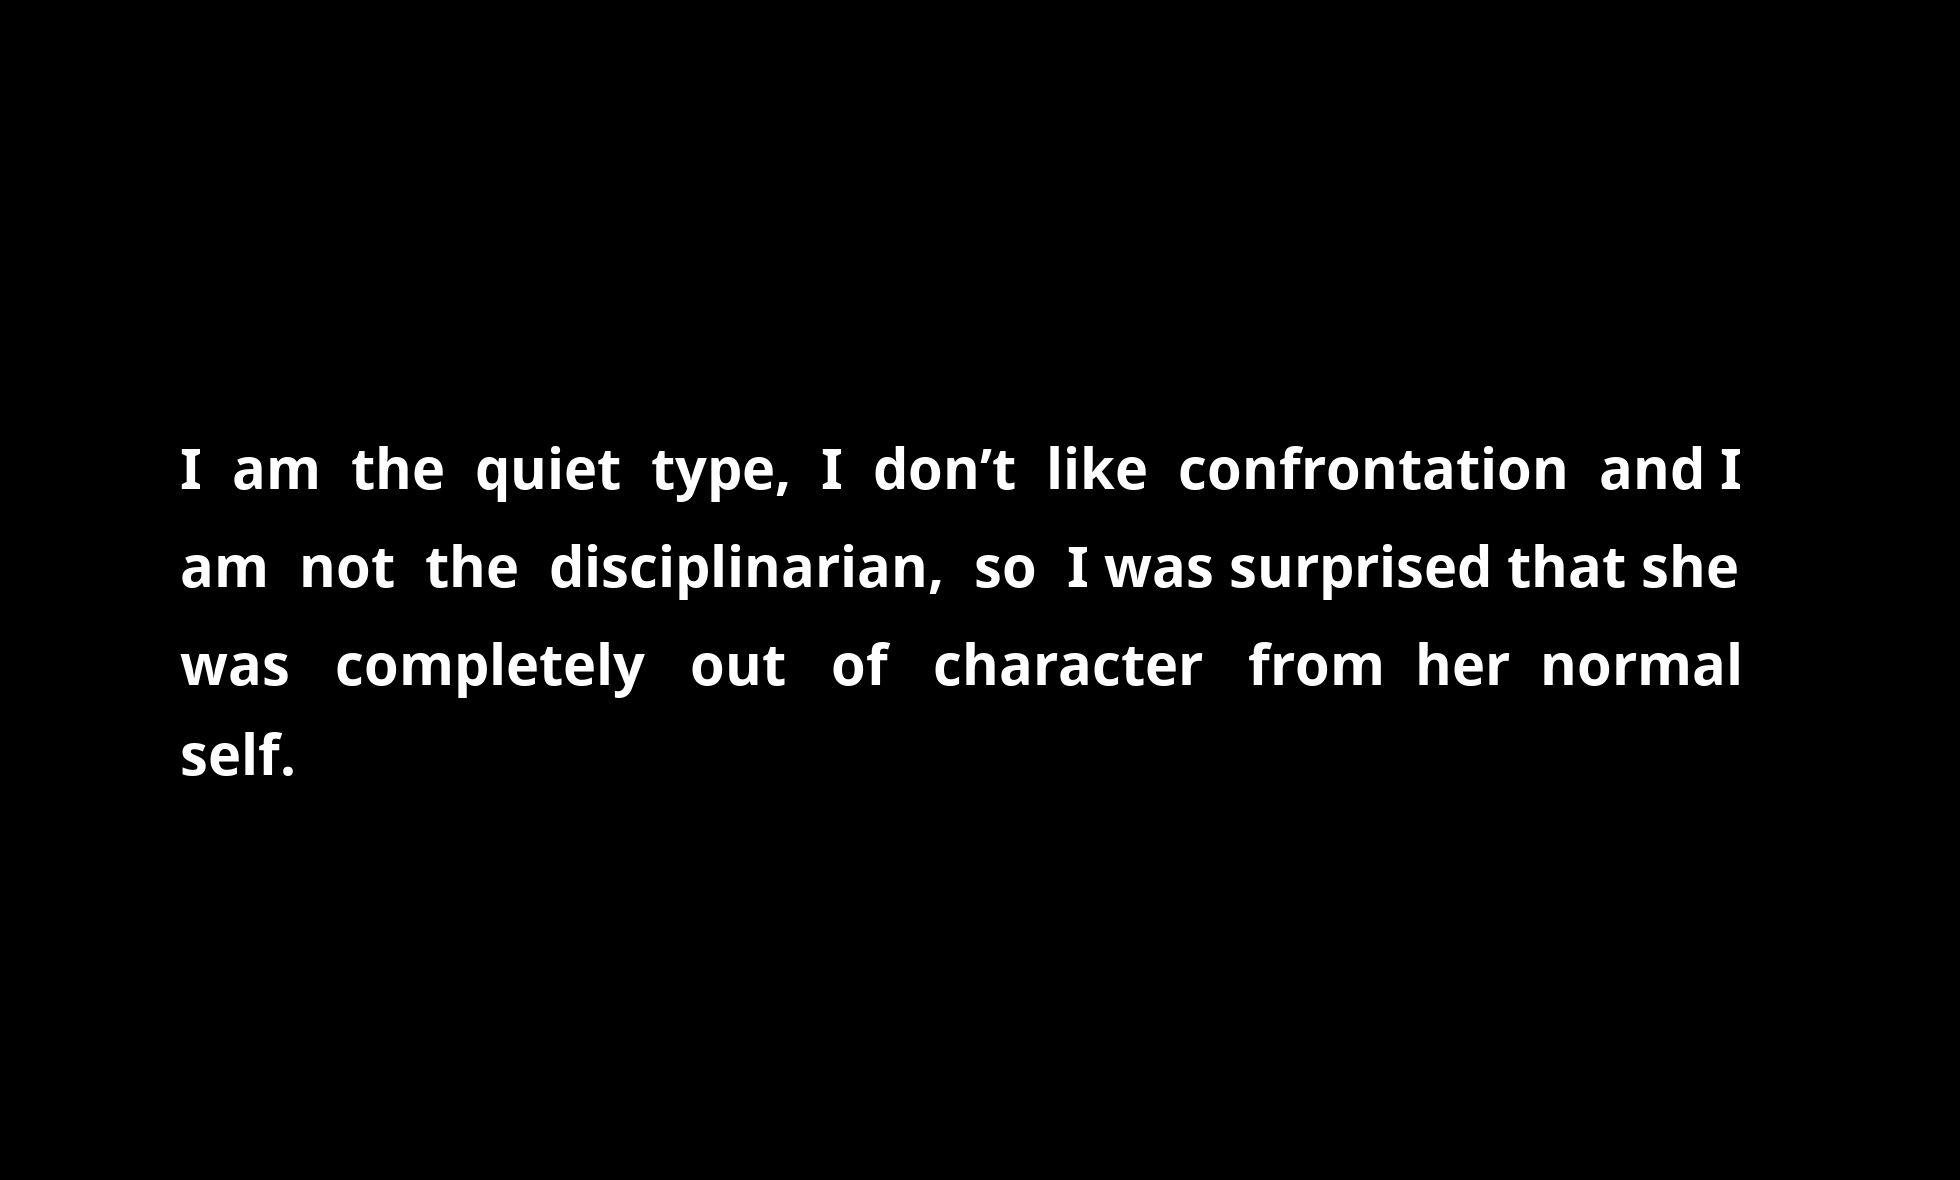 I am the quiet type, I don’t like confrontation and I
am not the disciplinarian, so I was surprised that she
was completely out of character from her normal
self.